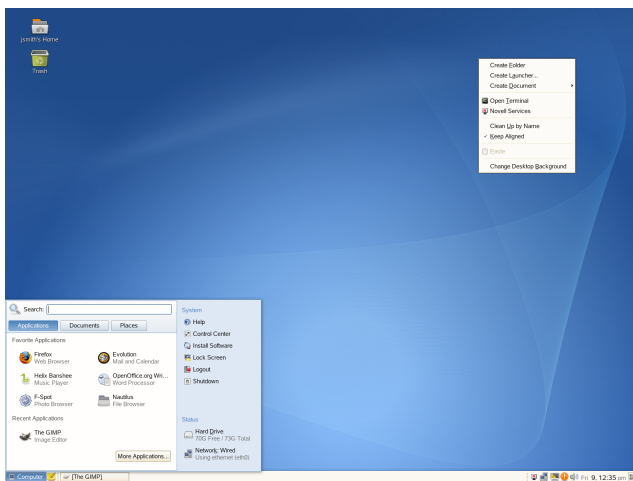 jsmith's Home
Trash
Create Folder
Create Launcher...
Create Document
Open Terminal
Novell Services
Clean Up by Name
Keep Aligned
Paste
Change Desktop Background
Search:
Applications Documents Places
Favorite Applications
Firefox
Web Browser
Evolution
Mail and Calendar
Helix Banshee
Music Player
OpenOffice.org Wri...
Word Processor
F-Spot
Photo Browser
Nautilus
File Browser
Recent Applications
The GIMP
Image Editor
More Applications...
System
Help
Control Center
Install Software
Lock Screen
Logout
Shutdown
Status
Hard Drive
70G Free / 73G Total
Network: Wired
Using ethernet (eth0)
Computer [The GIMP] Fri 9, 12:35 pm